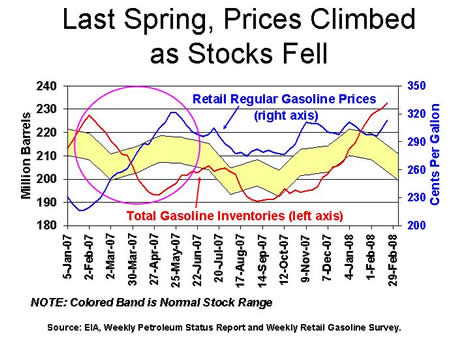 Last Spring, Prices Climbed
as Stocks Fell
240
230
220
210
200
190
180
Million Barrels
350
320
290
260
230
200
Cents Per Gallon
Retail Regular Gasoline Prices
(right axis)
Total Gasoline Inventories (left axis)
5-Jan-07
2-Feb-07
2-Mar-07
30-Mar-07
27-Apr-07
25-May-07
22-Jun-07
20-Jul-07
17-Aug-07
14-Sep-07
12-Oct-07
9-Nov-07
7-Dec-07
4-Jan-08
1-Feb-08
29-Feb-08
NOTE: Colored Band is Normal Stock Range
Source: EIA, Weekly Petroleum Status Report and Weekly Retail Gasoline Survey.